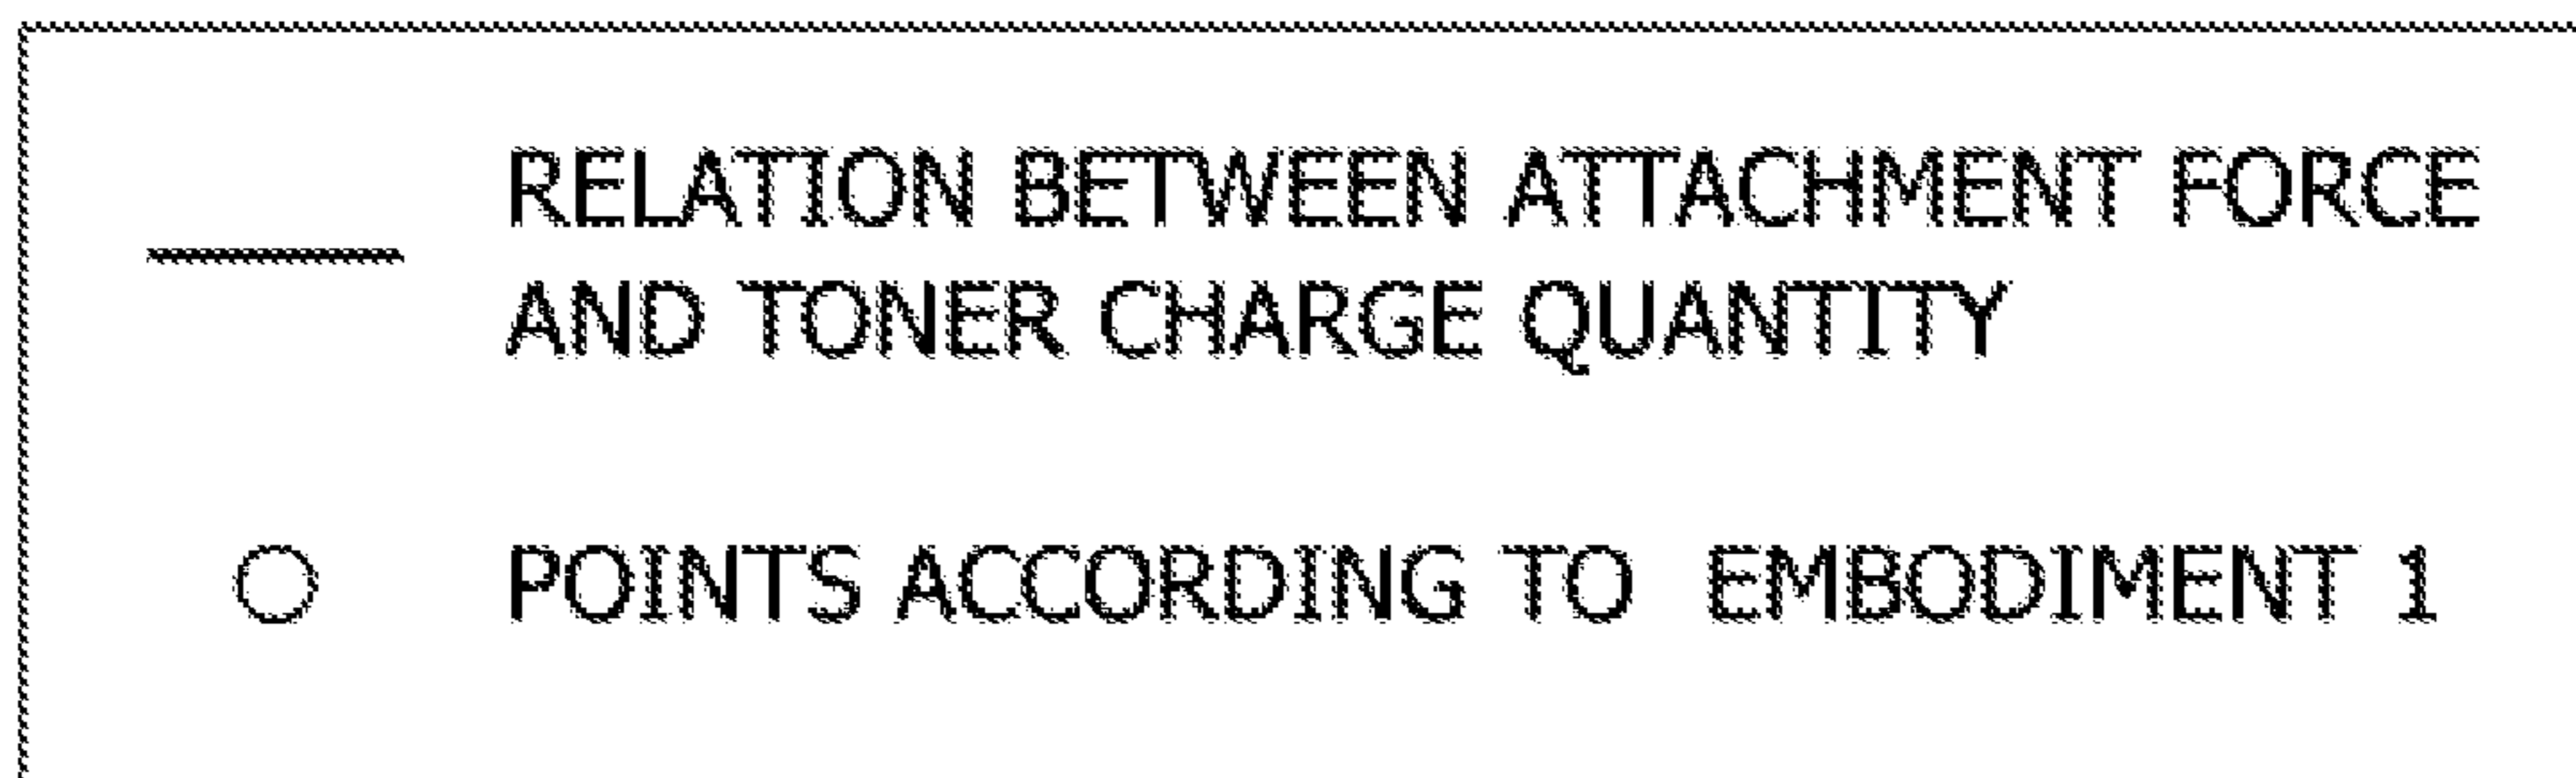 RELATION BETWEEN ATTACHMENT FORCE
AND TONER CHARGE QUANTITY
POINTS ACCORDING TO EMBODIMENT 1